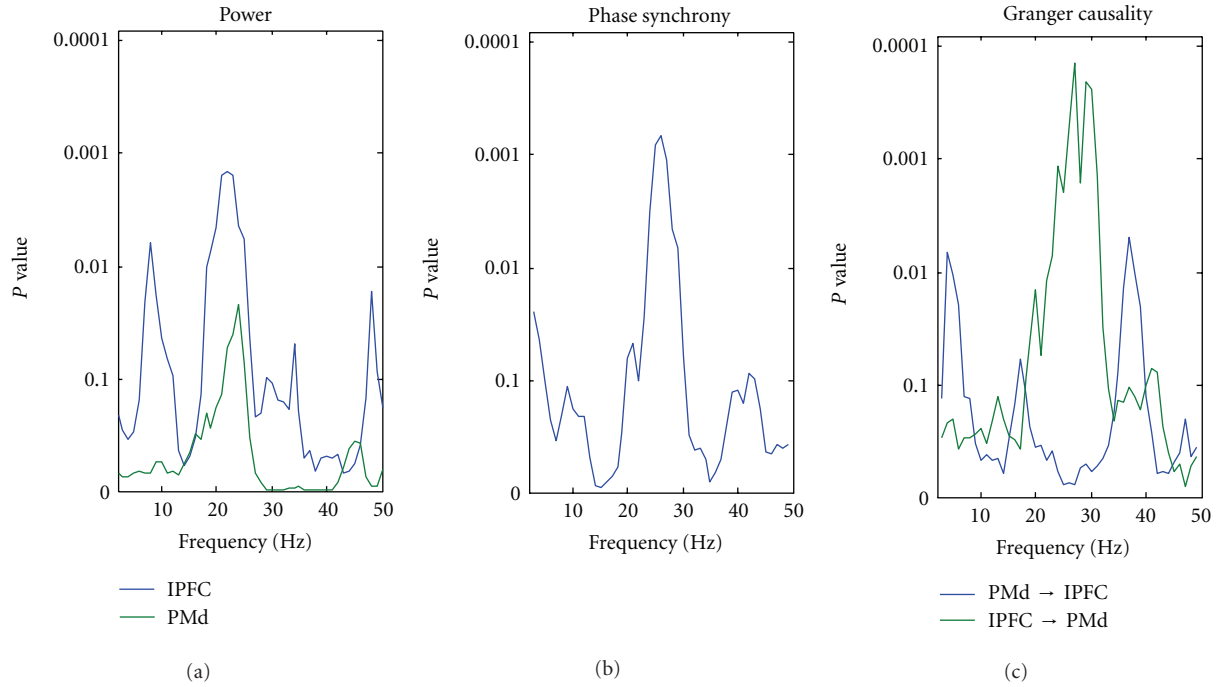 Power
0.0001
0.001
0.01
0.1
0
P value
10 20 30 40 50
Frequency (Hz)
IPFC
PMd
(a)
Phase synchrony
0.0001
0.001
0.01
0.1
0
P value
10 20 30 40 50
Frequency (Hz)
(b)
Granger causality
0.0001
0.001
0.01
0.1
0
P value
10 20 30 40 50
Frequency (Hz)
PMd → IPFC
IPFC → PMd
(c)